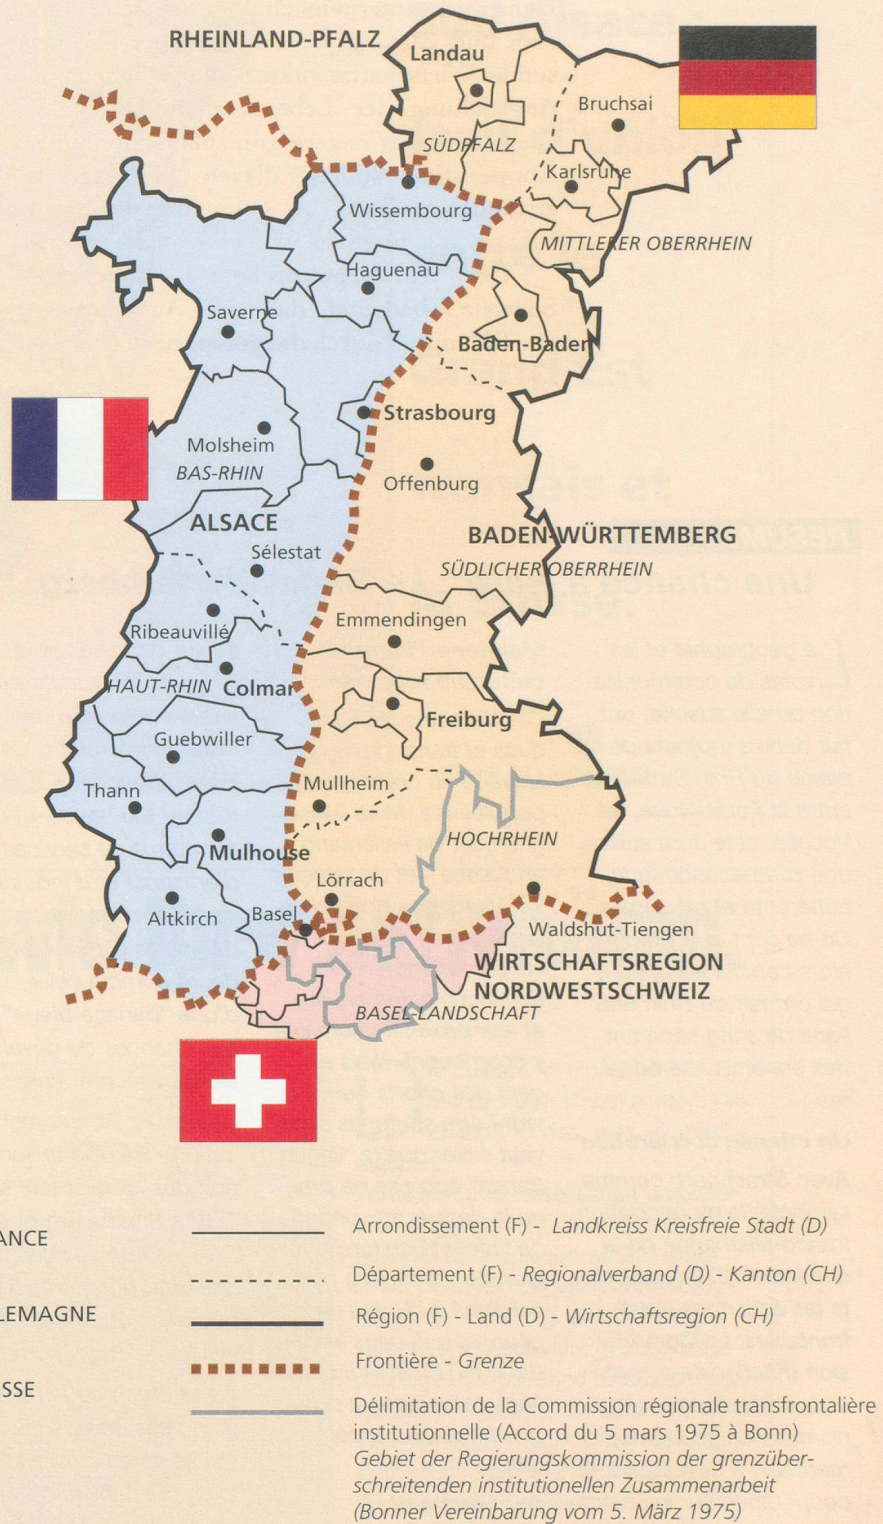 RHEINLAND-PFALZ
Landau
Bruchsai
SÜDPFALZ
Karlsruhe
Wissembourg
MITTLERER OBERRHEIN
Haguenau
Saverne
Baden-Baden
Strasbourg
Molsheim
BAS-RHIN
Offenburg
ALSACE
BADEN-WÜRTTEMBERG
Sélestat
SÜDLICHER OBERRHEIN
Ribeauvillé
Emmendingen
HAUT-RHIN
Colmar
Freiburg
Guebwiller
Thann
Mullheim
Mulhouse
HOCHRHEIN
Lörrach
Altkirch
Basel
Waldshut-Tiengen
WIRTSCHAFTSREGION
NORDWESTSCHWEIZ
BASEL-LANDSCHAFT
ANCE
Arrondissement (F) - Landkreiss Kreisfreie Stadt (D)
Département (F) - Regionalverband (D) - Kanton (CH)
LEMAGNE
Région (F) - Land (D) - Wirtschaftsregion (CH)
Frontière - Grenze
SSE
Délimitation de la Commission régionale transfrontalière
institutionnelle (Accord du 5 mars 1975 à Bonn)
Gebiet der Regierungskommission der grenzüber-
schreitenden institutionellen Zusammenarbeit
(Bonner Vereinbarung vom 5. März 1975)